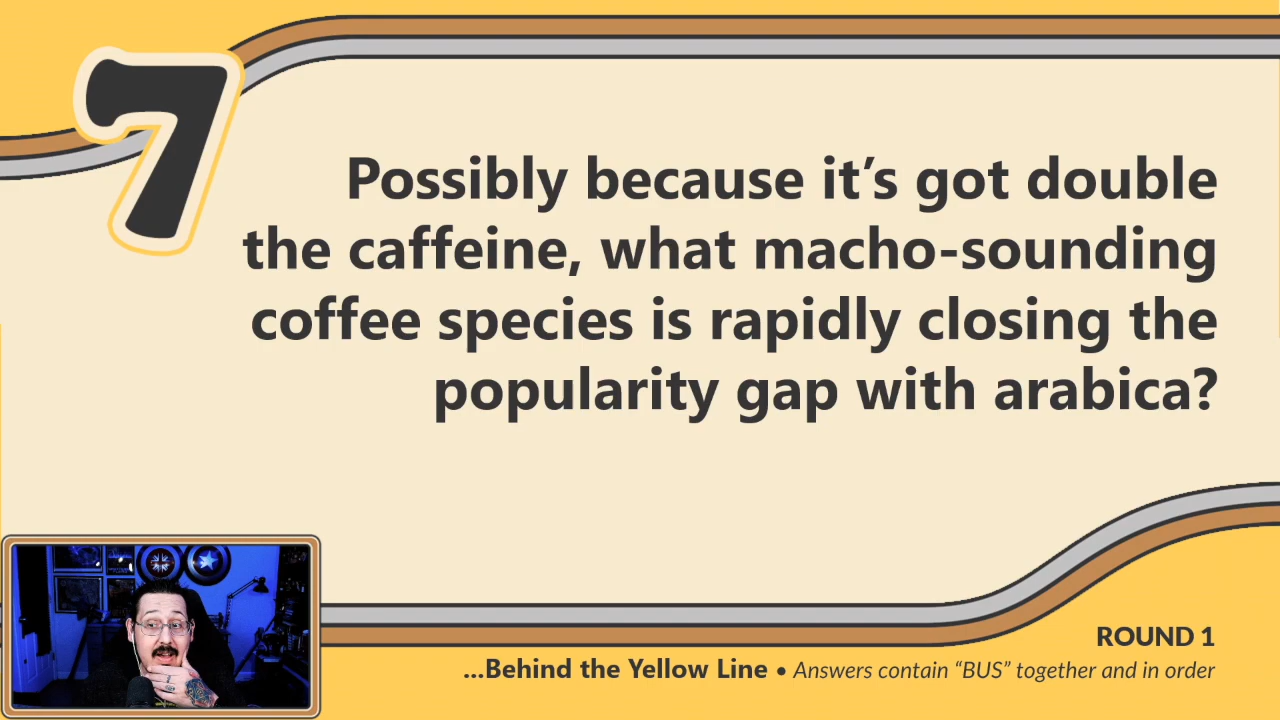 7
Possibly because it’s got double
the caffeine, what macho-sounding
coffee species is rapidly closing the
popularity gap with arabica?
ROUND 1
...Behind the Yellow Line • Answers contain “BUS” together and in order